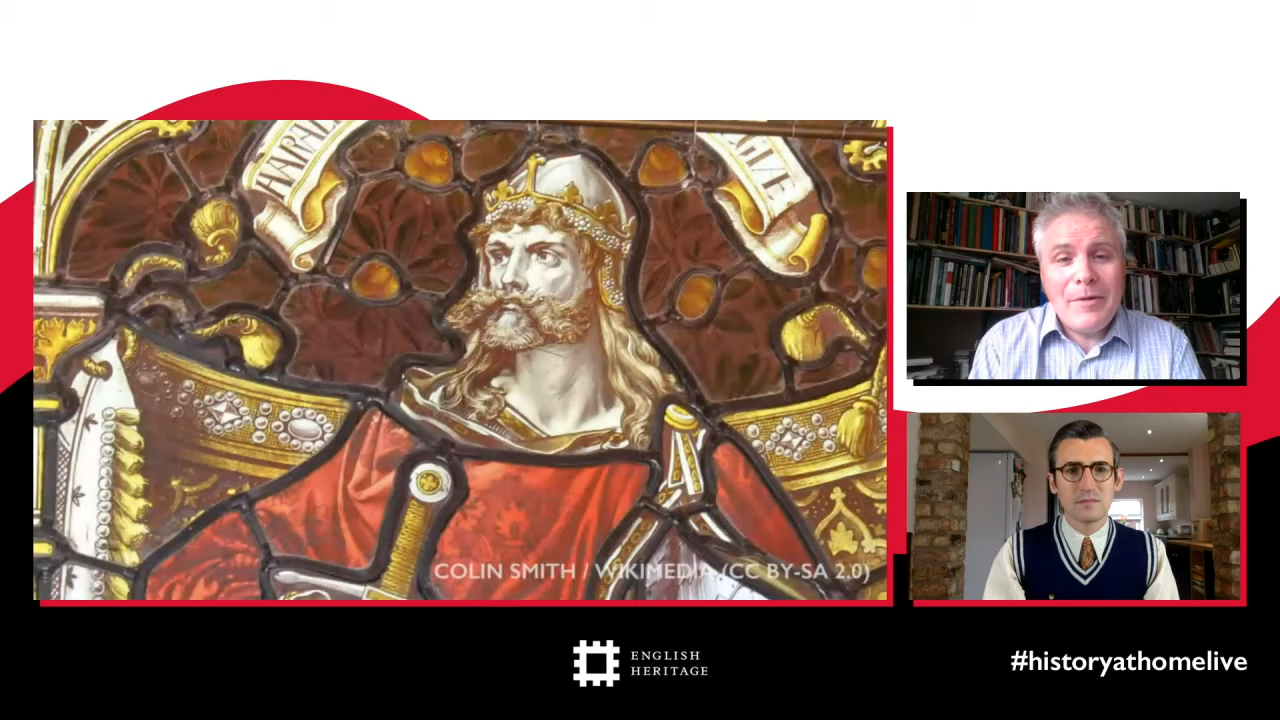 COLIN SMITH / WIKIMEDIA (CC BY-SA 2.0)
ENGLISH
HERITAGE
#historyathomelive